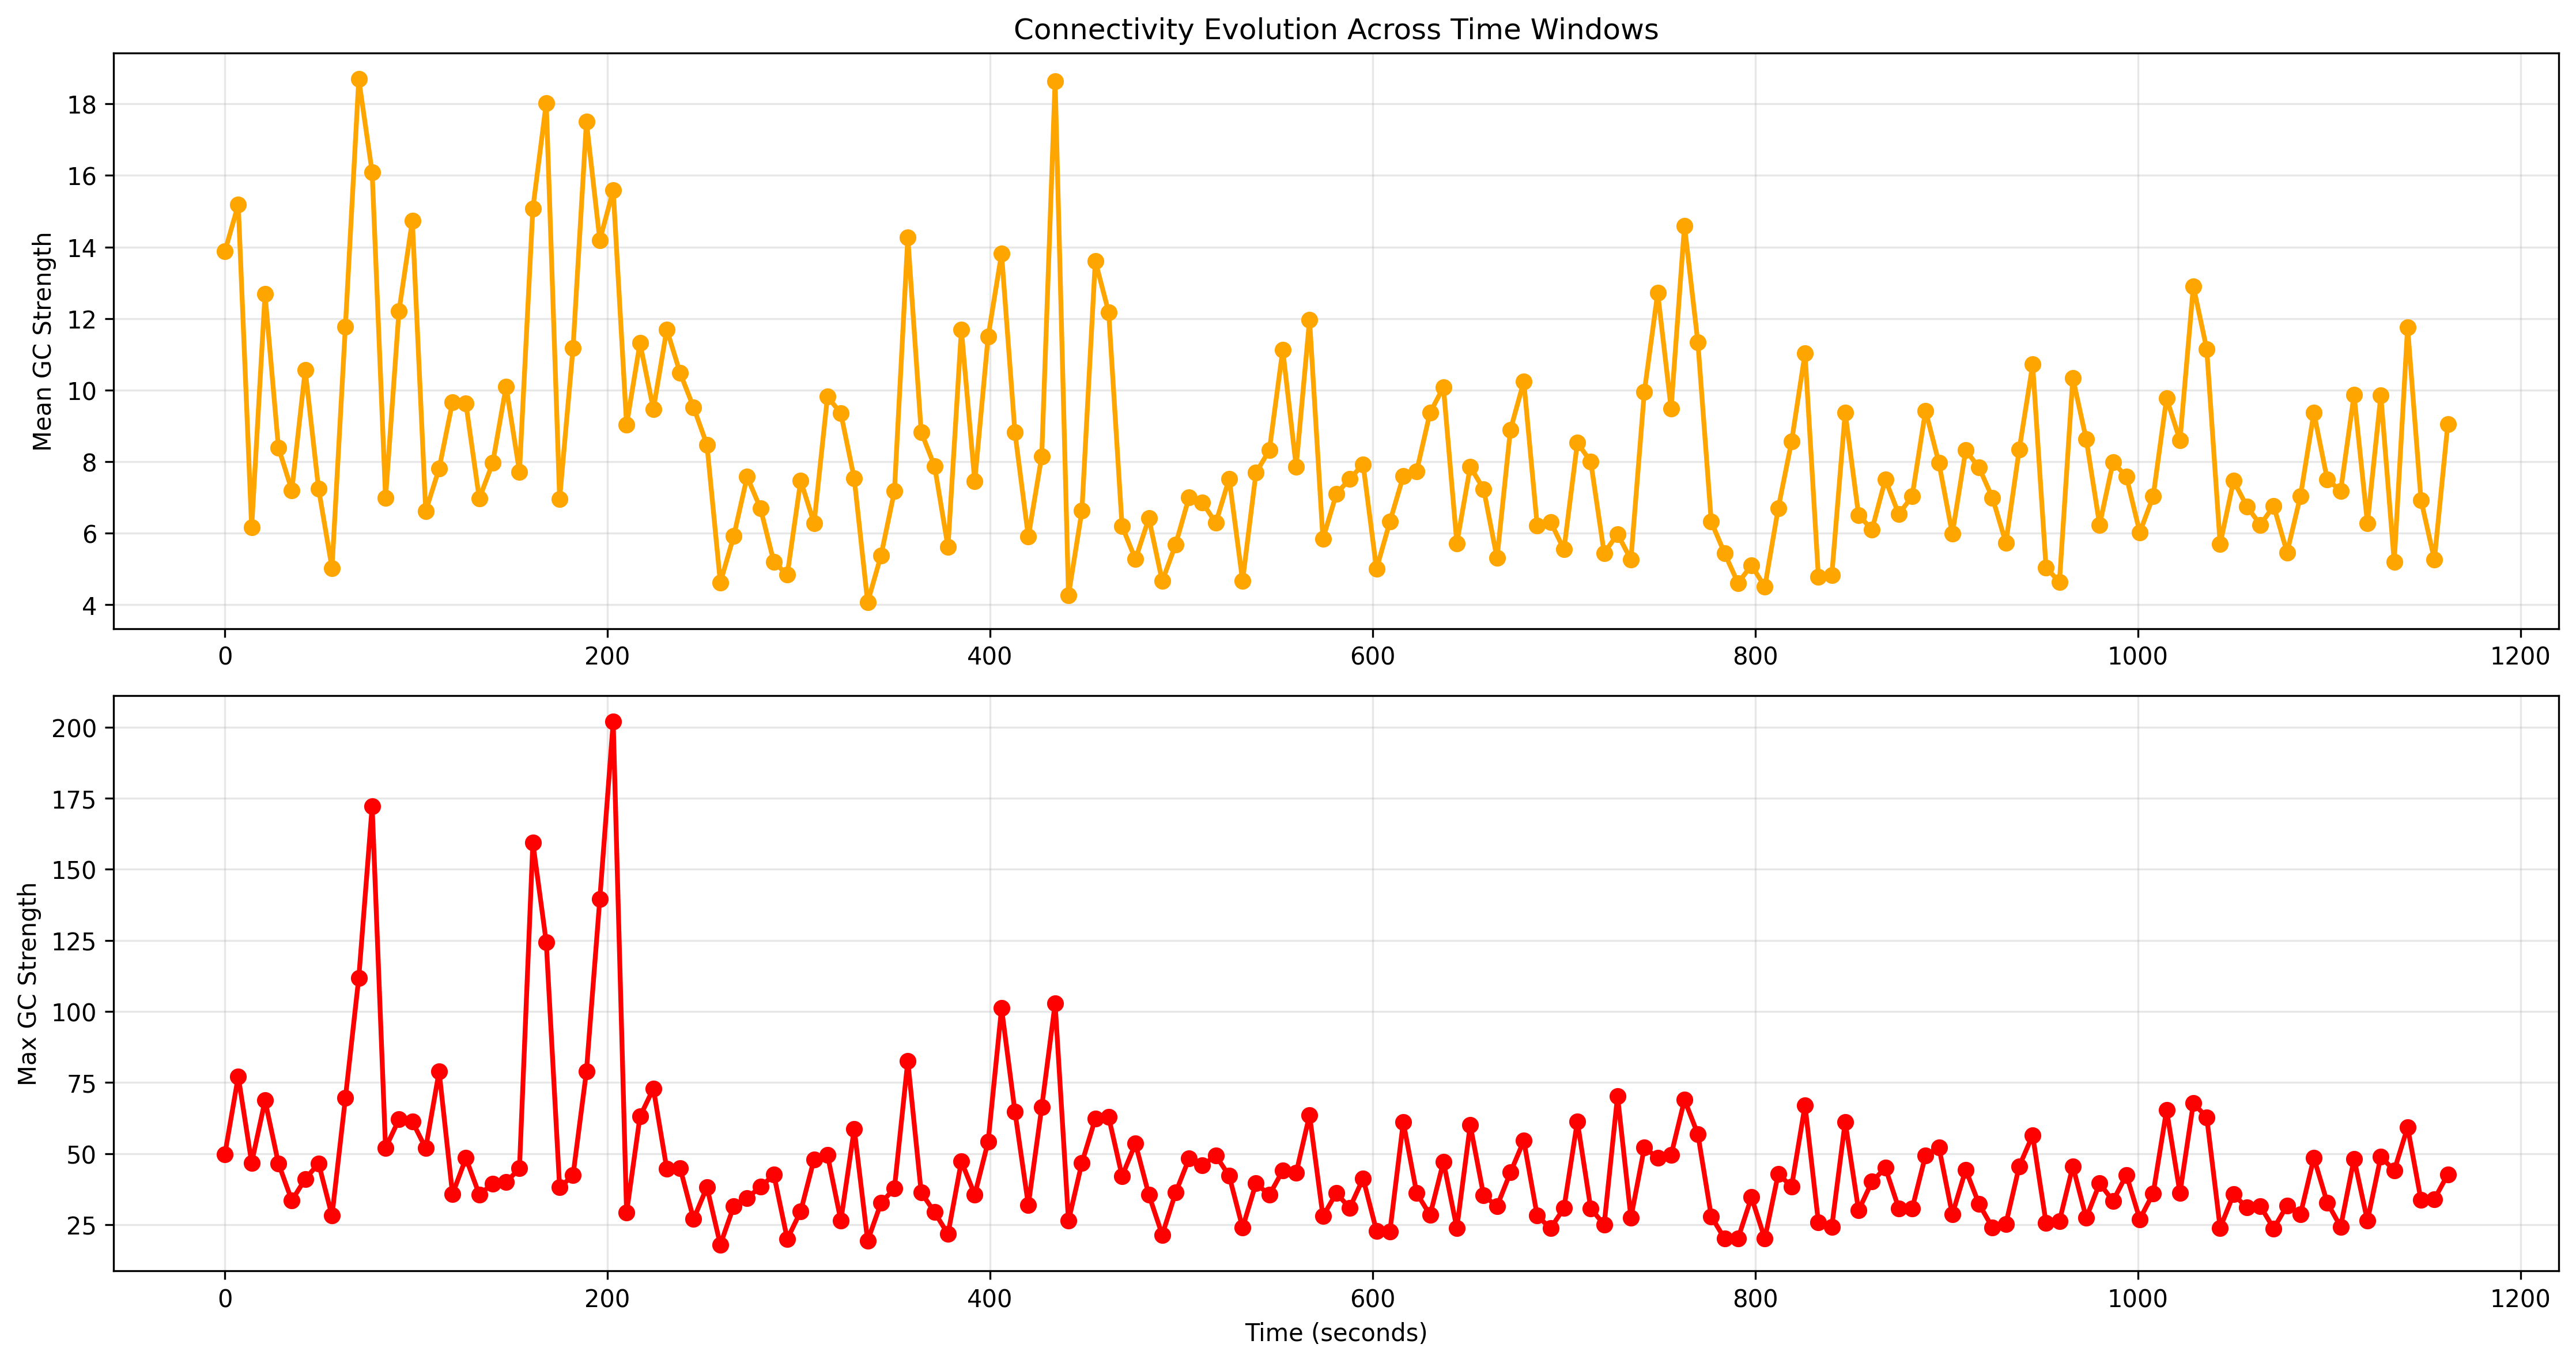 Connectivity Evolution Across Time Windows
Mean GC Strength
18
16
14
12
10
8
6
4
0 200 400 600 800 1000 1200
Max GC Strength
200
175
150
125
100
75
50
25
0 200 400 600 800 1000 1200
Time (seconds)